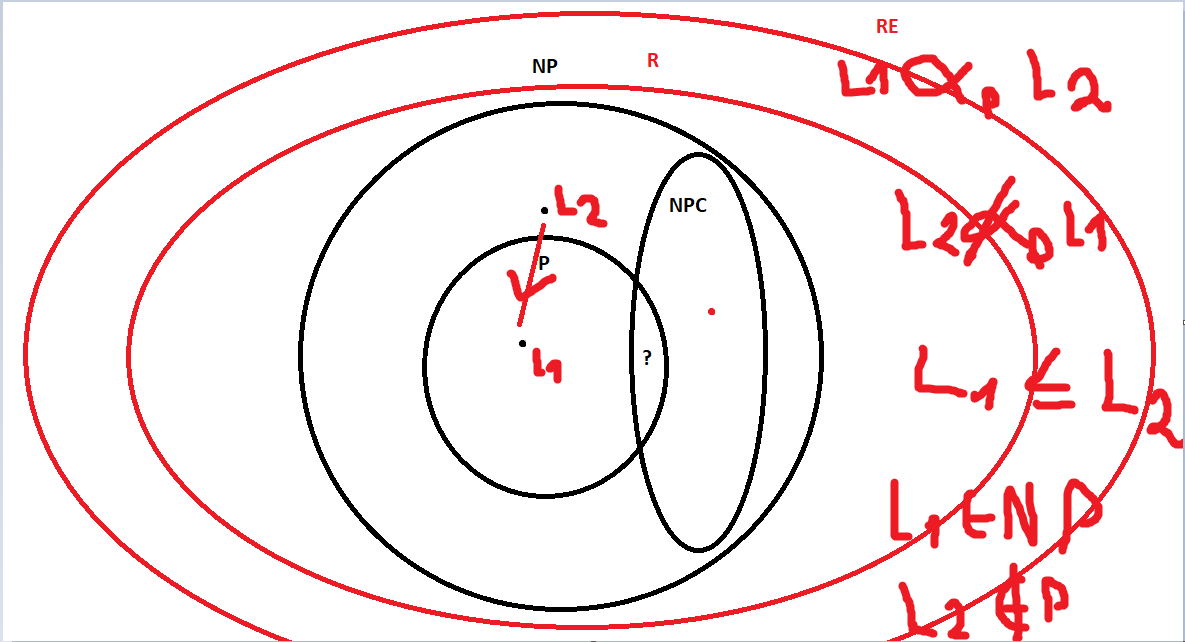 RE
NP
R
L1 ∝p L2
L2
NPC
L2 ∝̸p L1
P
?
L1
L1 ≤ L2
L1 ∈ NP
L2 ∉ P